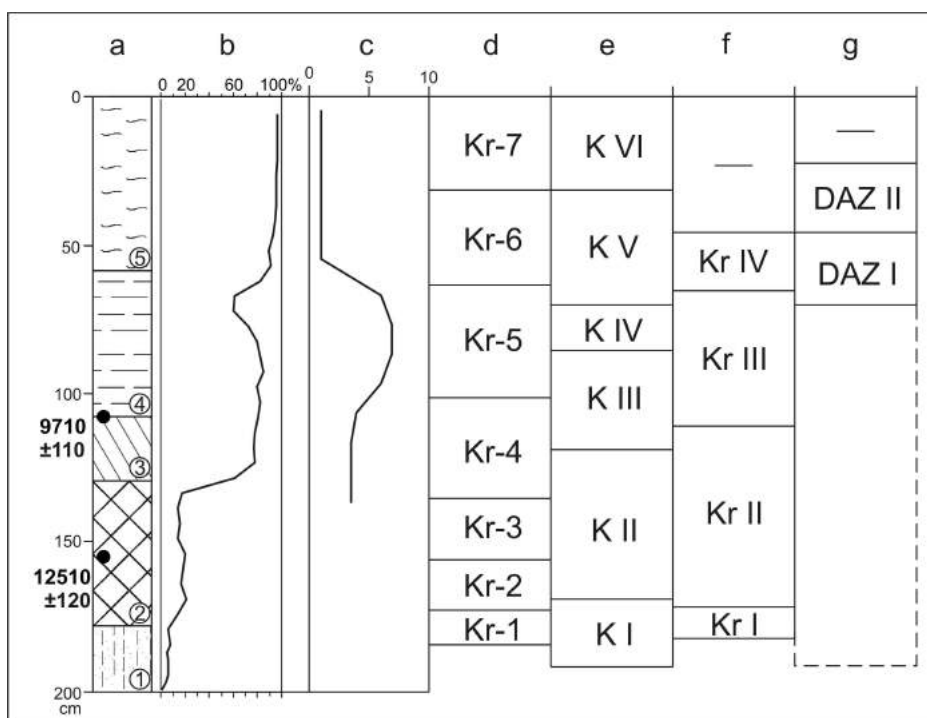 a b c d e f g
0 20 60 100% 0 5 10
0
50
100
150
200
cm
9710
±110
12510
±120
5
4
3
2
1
Kr-7
Kr-6
Kr-5
Kr-4
Kr-3
Kr-2
Kr-1
K VI
K V
K IV
K III
K II
K I
—
Kr IV
Kr III
Kr II
Kr I
—
DAZ II
DAZ I